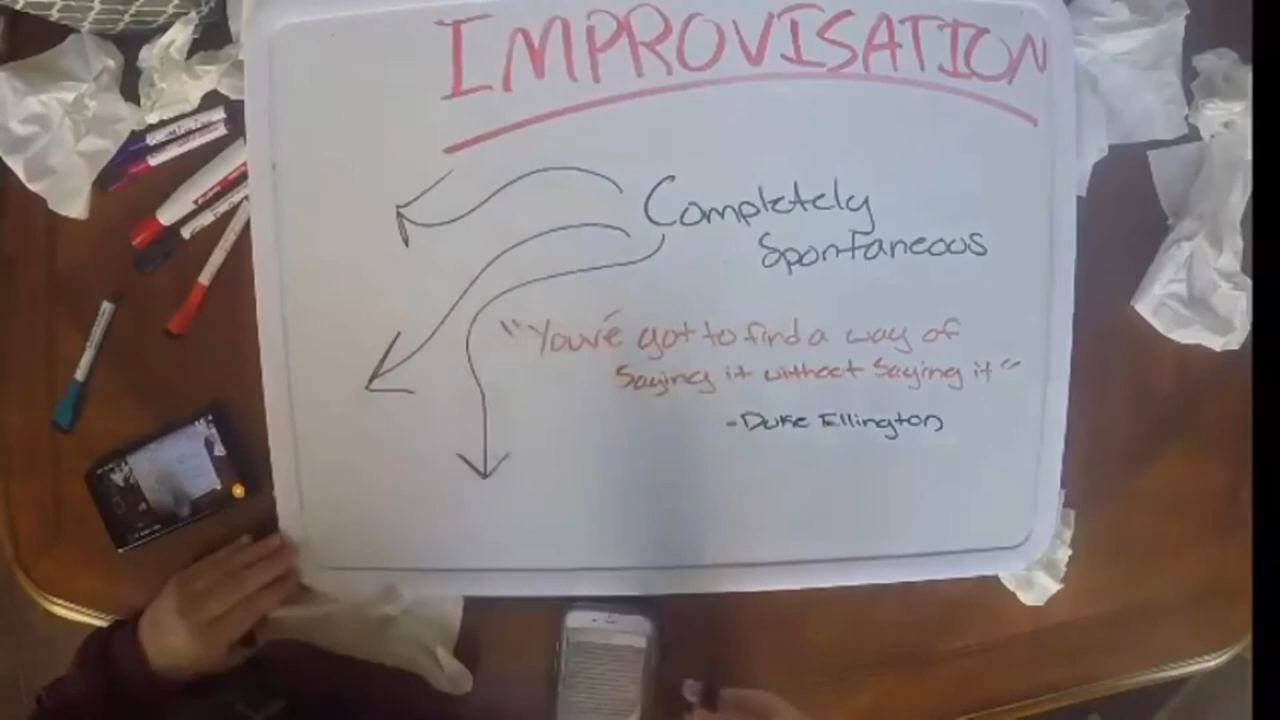 IMPROVISATION
Completely
Spontaneous
"You've got to find a way of
Saying it without Saying it"
-Duke Ellington